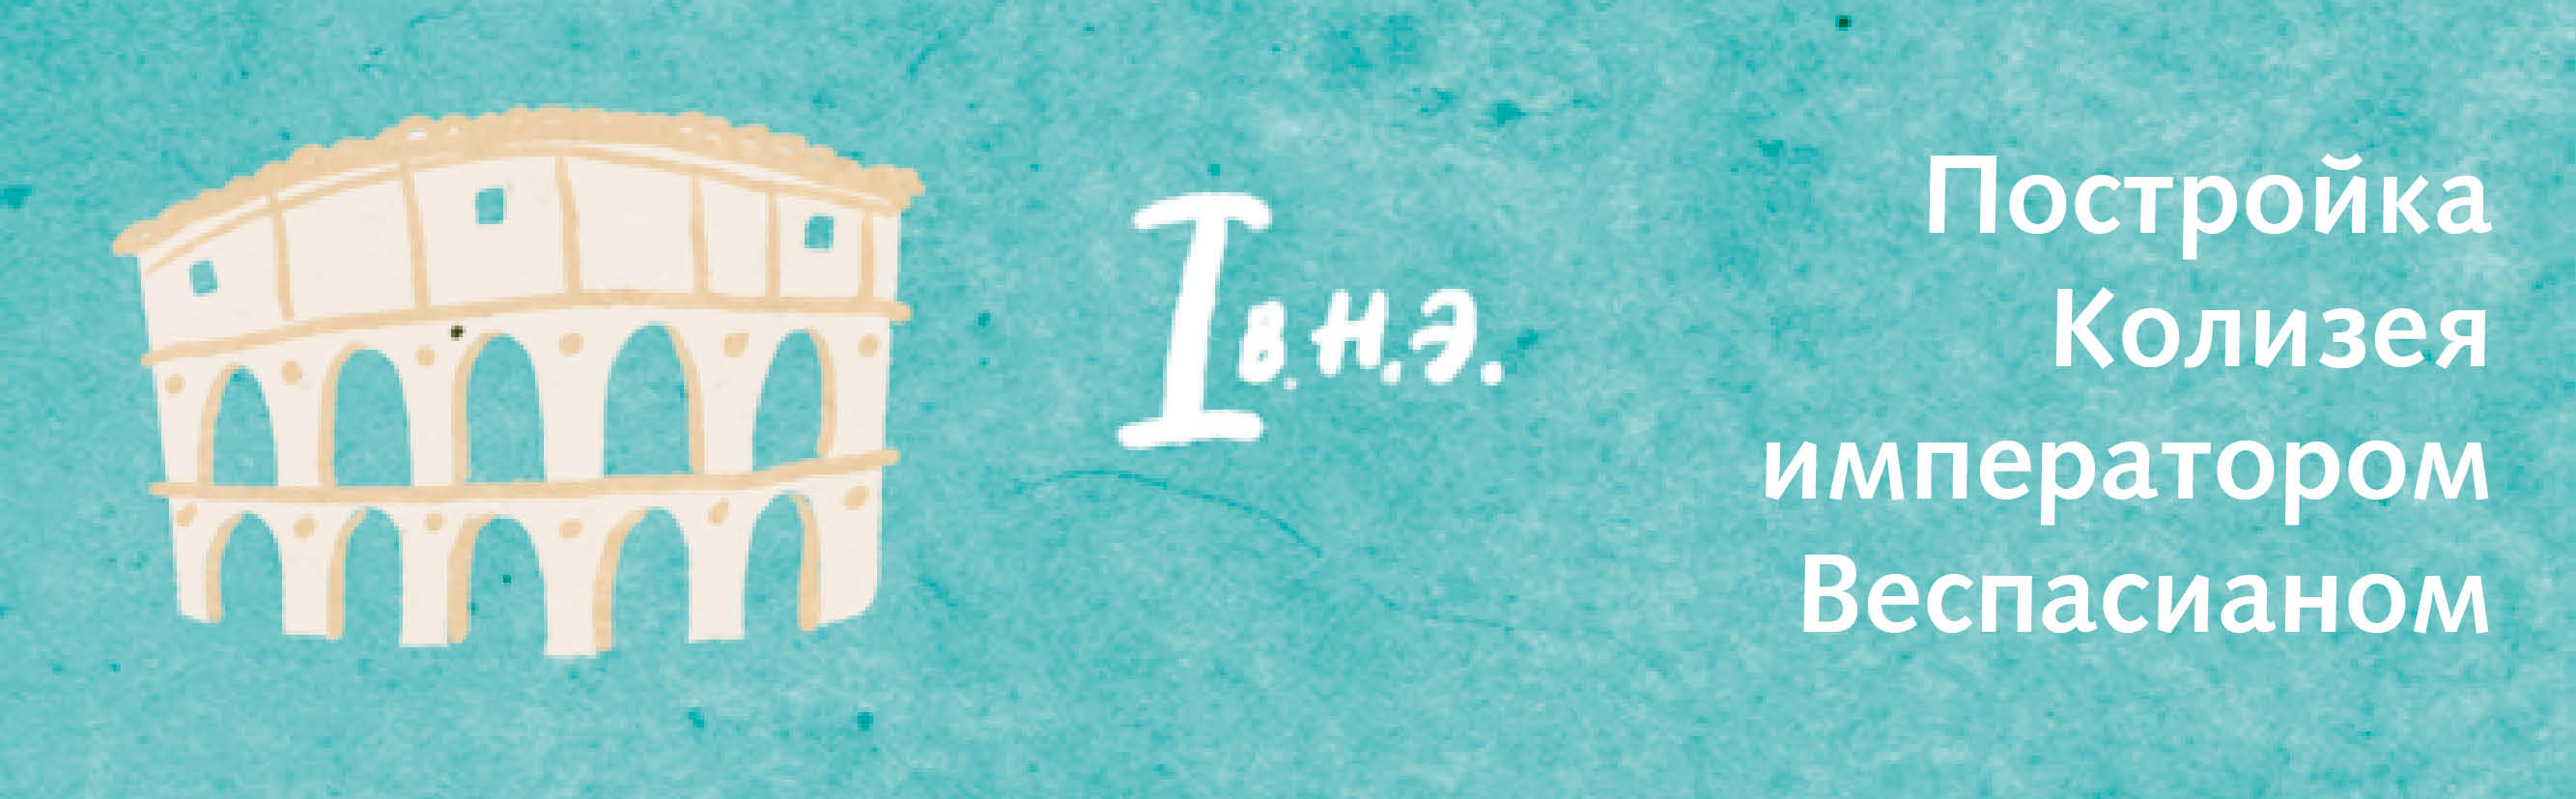 I в. н.э.
Постройка
Колизея
императором
Веспасианом